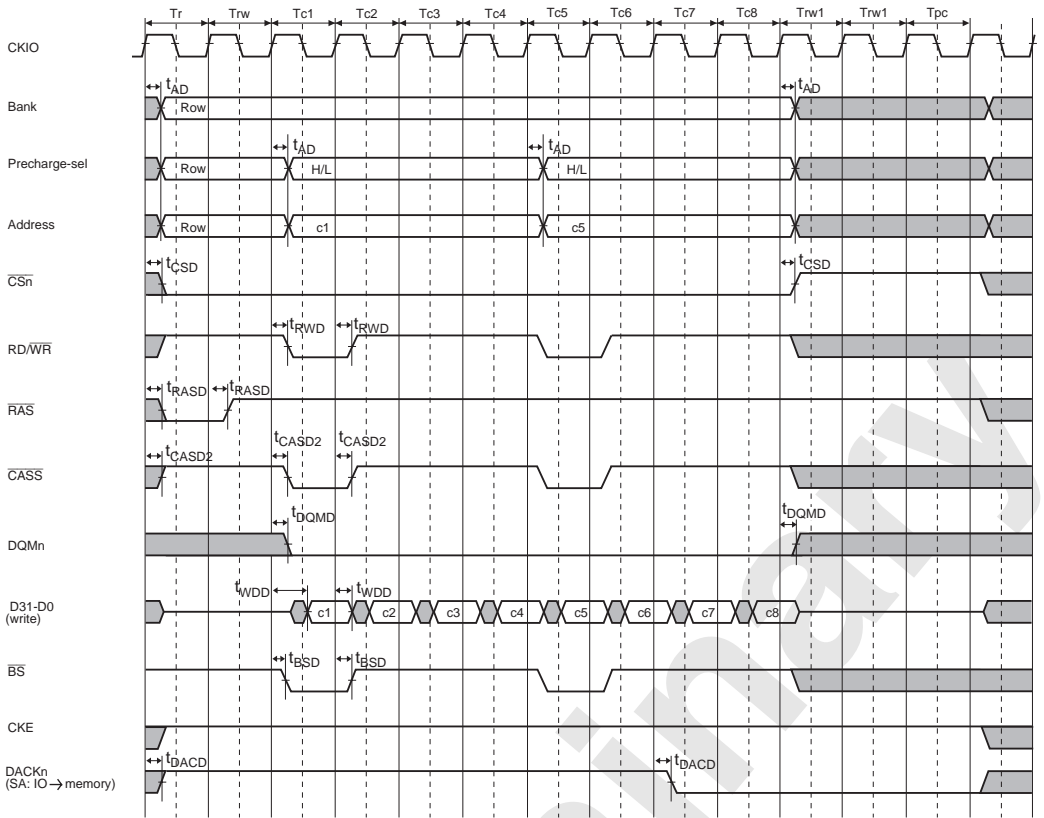 Tr Trw Tc1 Tc2 Tc3 Tc4 Tc5 Tc6 Tc7 Tc8 Trw1 Trw1 Tpc
CKIO
tAD tAD
Bank Row
tAD tAD
Precharge-sel Row H/L H/L
Address Row c1 c5
tCSD tCSD
CSn
tRWD tRWD
RD/WR
tRASD tRASD
RAS
tCASD2 tCASD2 tCASD2
CASS
tDQMD tDQMD
DQMn
tWDD tWDD
D31-D0 c1 c2 c3 c4 c5 c6 c7 c8
(write)
tBSD tBSD
BS
CKE
tDACD tDACD
DACKn
(SA: IO→memory)
inary